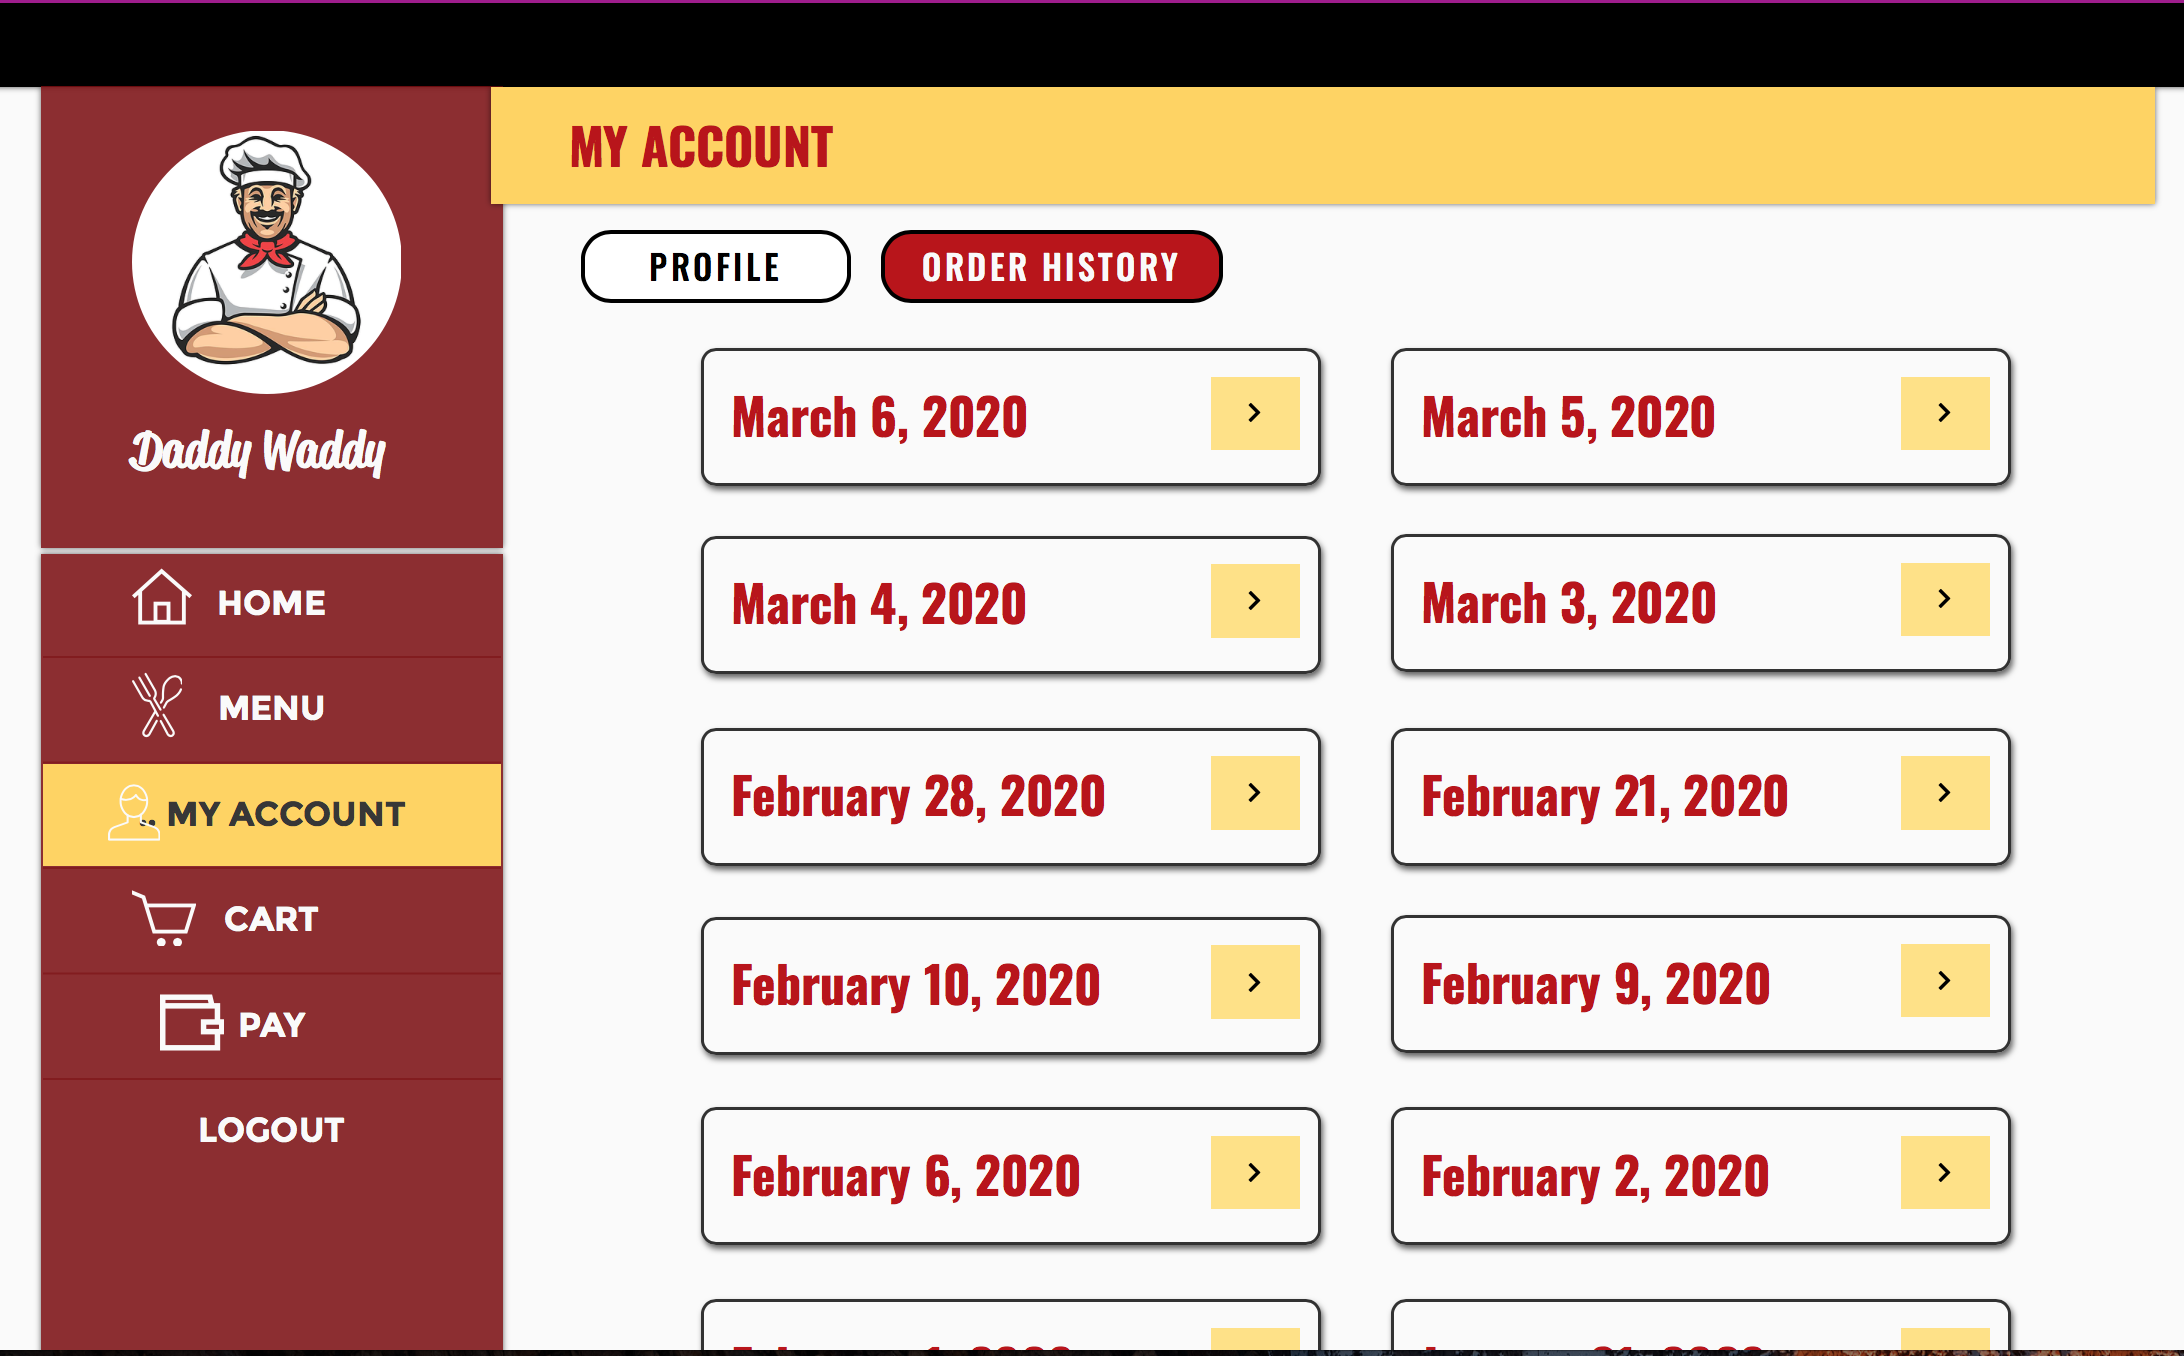 MY ACCOUNT
PROFILE
ORDER HISTORY
Daddy Waddy
HOME
MENU
.. MY ACCOUNT
CART
PAY
LOGOUT
March 6, 2020
March 5, 2020
March 4, 2020
March 3, 2020
February 28, 2020
February 21, 2020
February 10, 2020
February 9, 2020
February 6, 2020
February 2, 2020